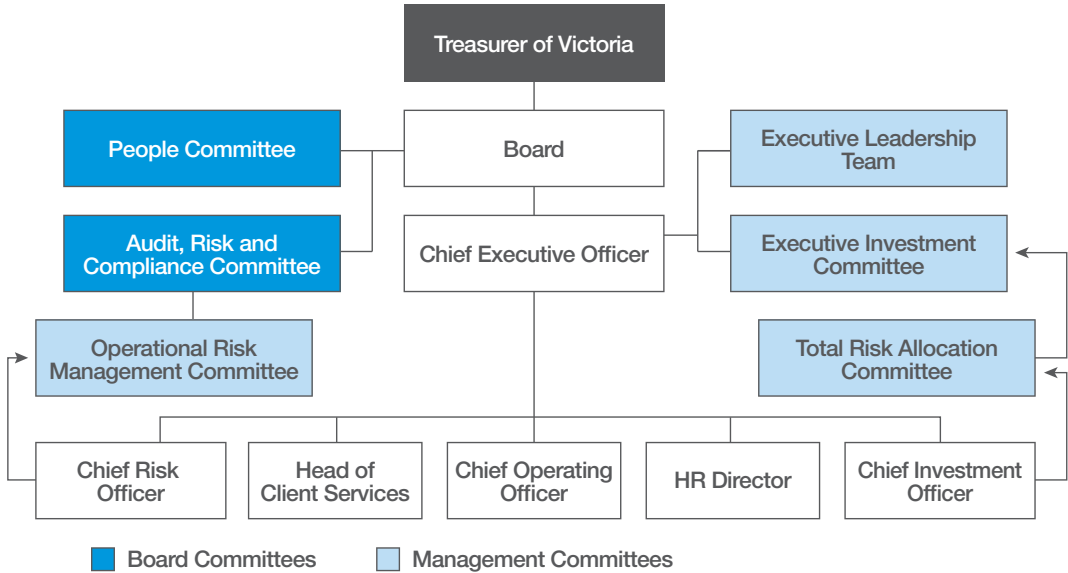 Treasurer of Victoria
People Committee
Board
Executive Leadership
Team
Audit, Risk and
Compliance Committee
Chief Executive Officer
Executive Investment
Committee
Operational Risk
Management Committee
Total Risk Allocation
Committee
Chief Risk
Officer
Head of
Client Services
Chief Operating
Officer
HR Director
Chief Investment
Officer
Board Committees
Management Committees